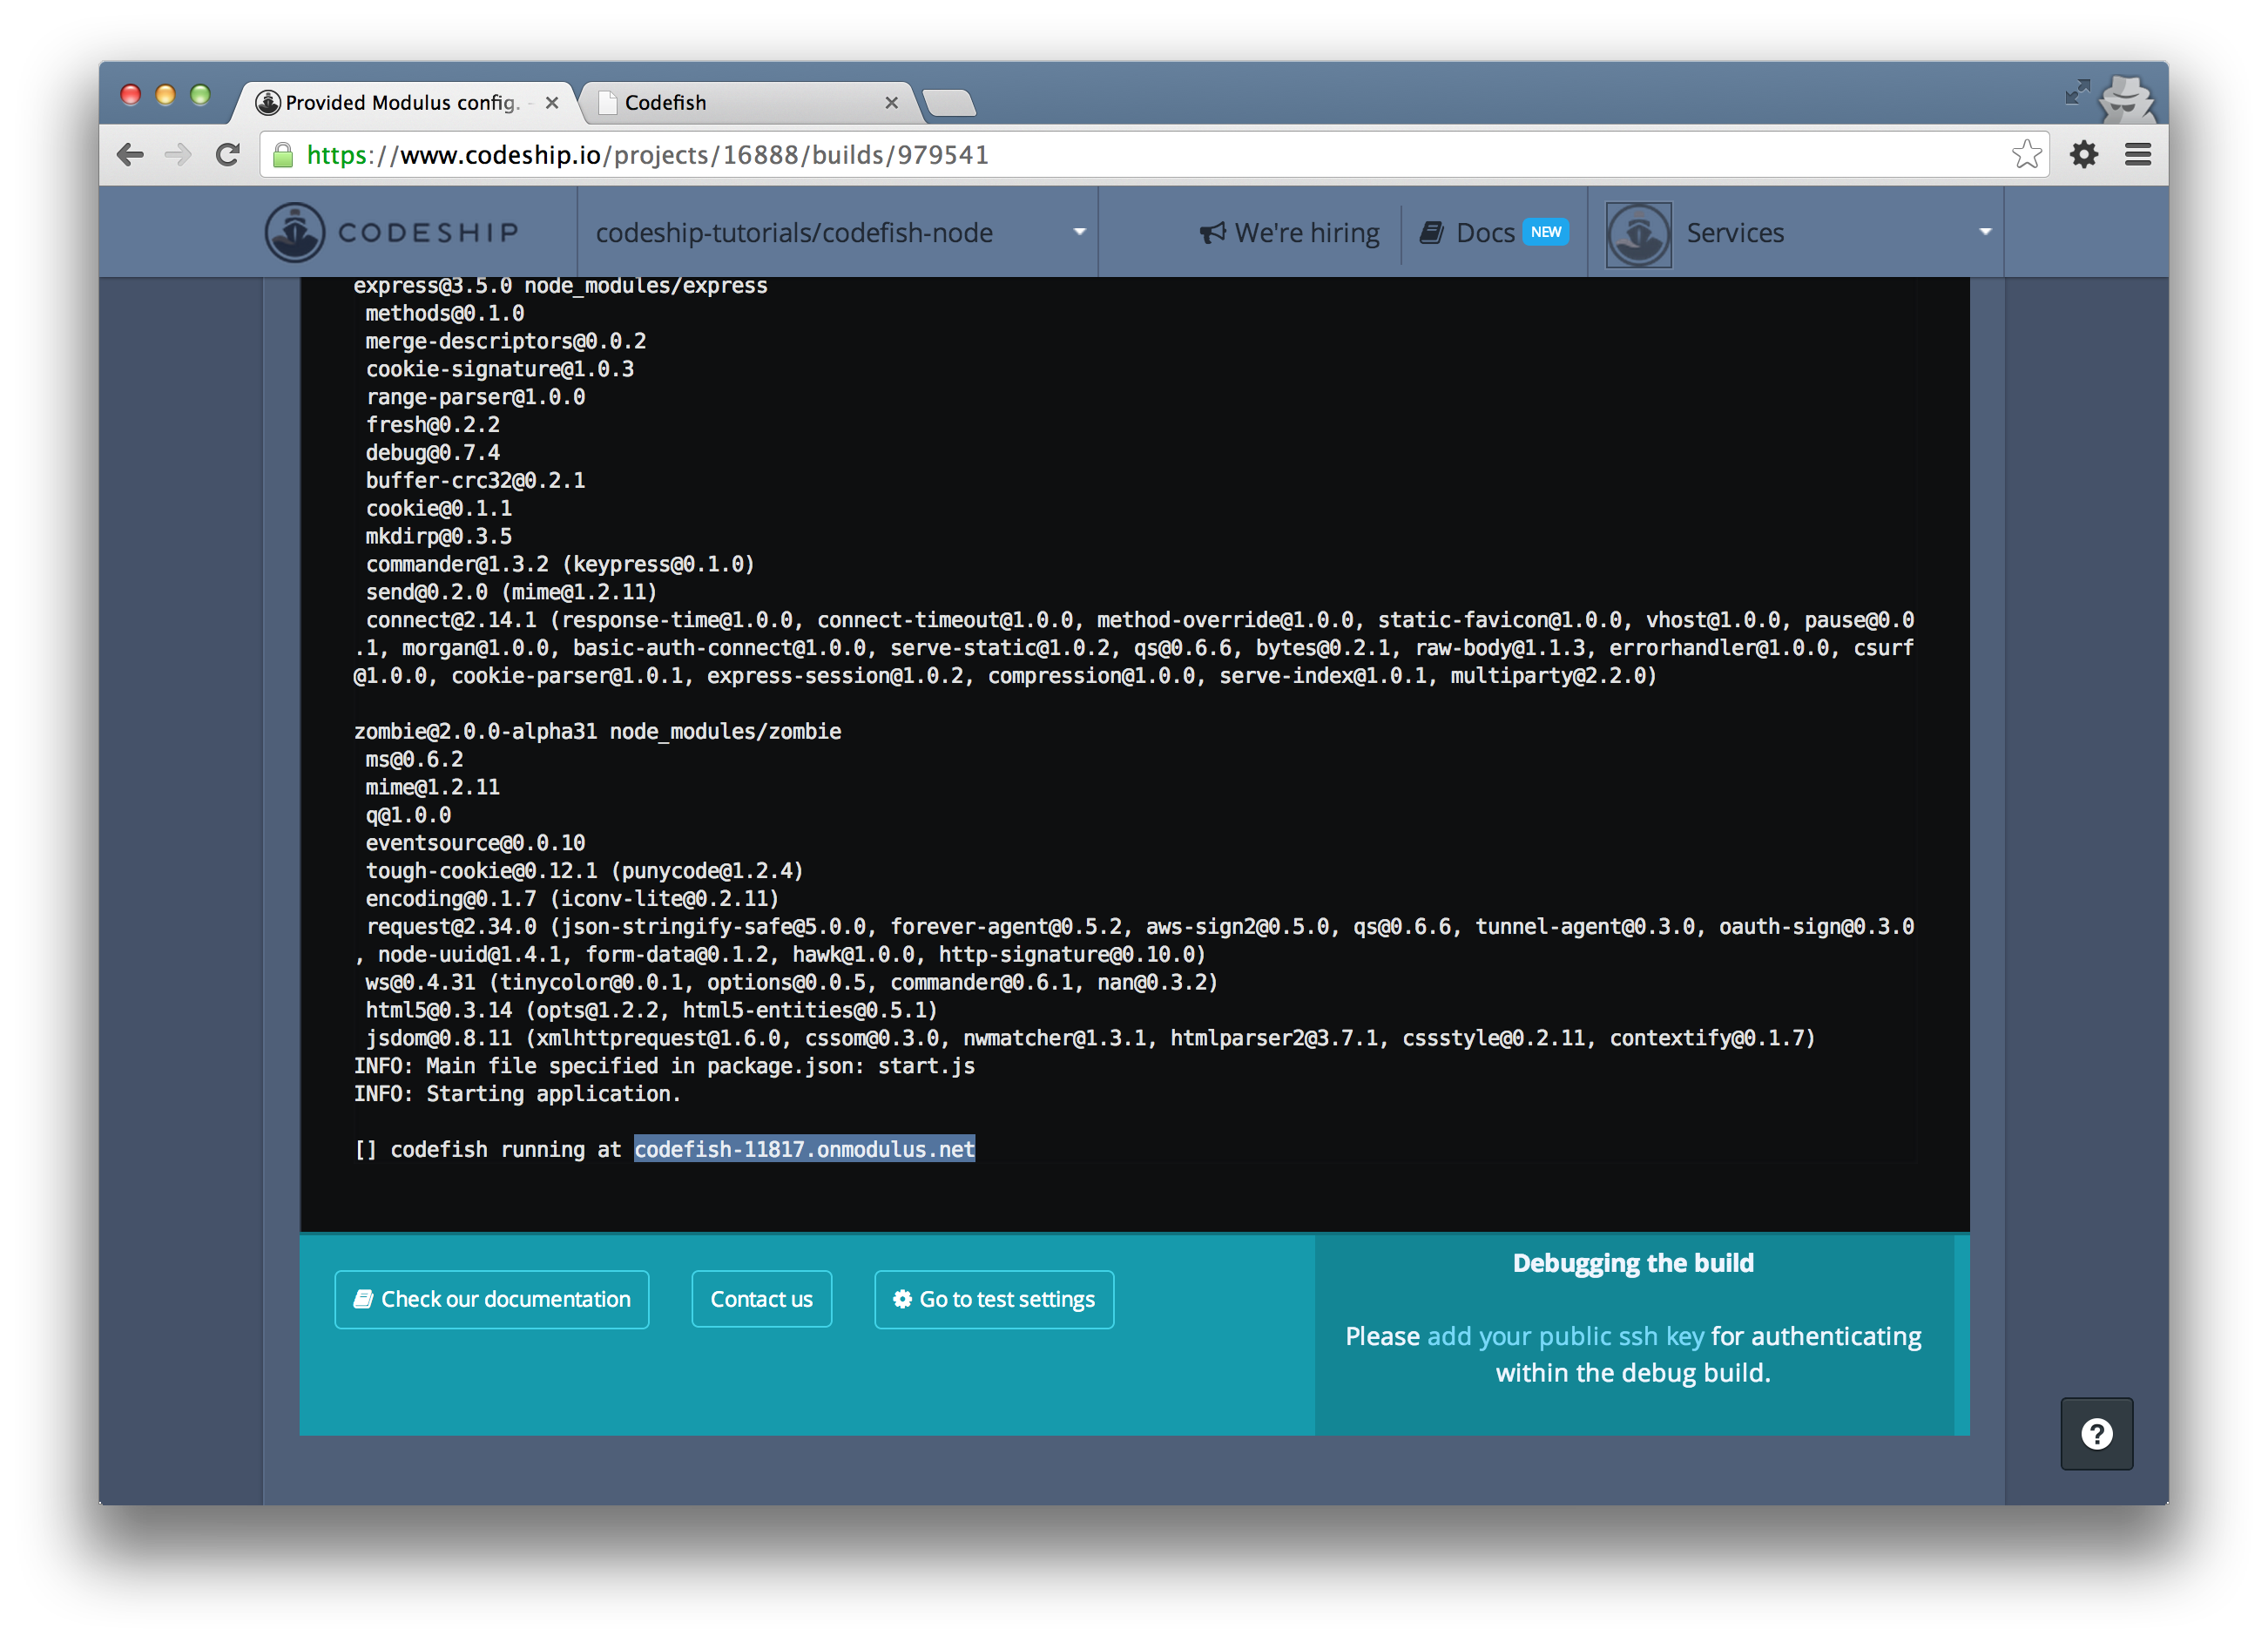 Provided Modulus config. -
Codefish
https://www.codeship.io/projects/16888/builds/979541
CODESHIP
codeship-tutorials/codefish-node
We're hiring
Docs NEW
Services
express@3.5.0 node_modules/express
methods@0.1.0
merge-descriptors@0.0.2
cookie-signature@1.0.3
range-parser@1.0.0
fresh@0.2.2
debug@0.7.4
buffer-crc32@0.2.1
cookie@0.1.1
mkdirp@0.3.5
commander@1.3.2 (keypress@0.1.0)
send@0.2.0 (mime@1.2.11)
connect@2.14.1 (response-time@1.0.0, connect-timeout@1.0.0, method-override@1.0.0, static-favicon@1.0.0, vhost@1.0.0, pause@0.0
.1, morgan@1.0.0, basic-auth-connect@1.0.0, serve-static@1.0.2, qs@0.6.6, bytes@0.2.1, raw-body@1.1.3, errorhandler@1.0.0, csurf
@1.0.0, cookie-parser@1.0.1, express-session@1.0.2, compression@1.0.0, serve-index@1.0.1, multiparty@2.2.0)
zombie@2.0.0-alpha31 node_modules/zombie
ms@0.6.2
mime@1.2.11
q@1.0.0
eventsource@0.0.10
tough-cookie@0.12.1 (punycode@1.2.4)
encoding@0.1.7 (iconv-lite@0.2.11)
request@2.34.0 (json-stringify-safe@5.0.0, forever-agent@0.5.2, aws-sign2@0.5.0, qs@0.6.6, tunnel-agent@0.3.0, oauth-sign@0.3.0
, node-uuid@1.4.1, form-data@0.1.2, hawk@1.0.0, http-signature@0.10.0)
ws@0.4.31 (tinycolor@0.0.1, options@0.0.5, commander@0.6.1, nan@0.3.2)
html5@0.3.14 (opts@1.2.2, html5-entities@0.5.1)
jsdom@0.8.11 (xmlhttprequest@1.6.0, cssom@0.3.0, nwmatcher@1.3.1, htmlparser2@3.7.1, cssstyle@0.2.11, contextify@0.1.7)
INFO: Main file specified in package.json: start.js
INFO: Starting application.
[] codefish running at codefish-11817.onmodulus.net
Check our documentation
Contact us
Go to test settings
Debugging the build
Please add your public ssh key for authenticating
within the debug build.
?